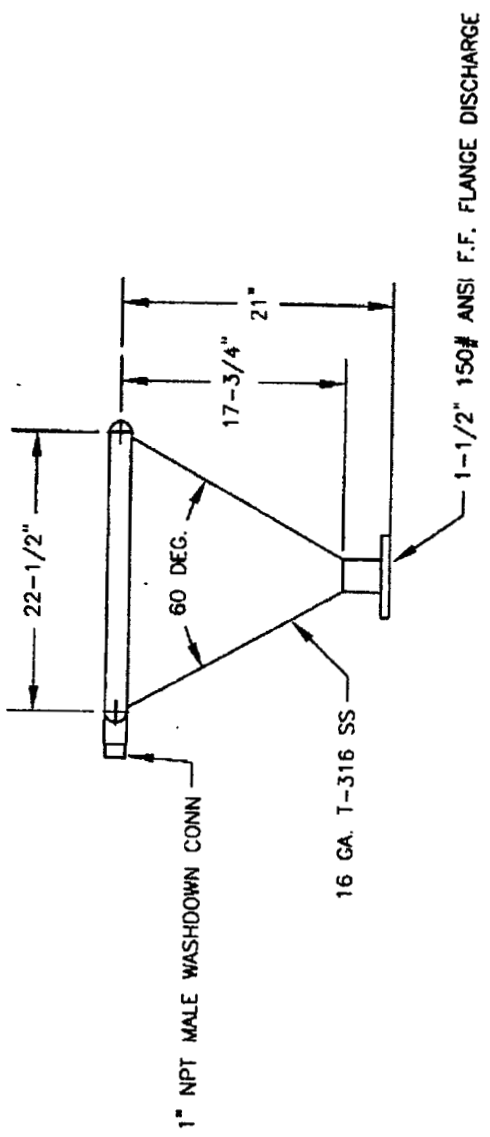 22-1/2"
21"
17-3/4"
60 DEG.
1" NPT MALE WASHDOWN CONN
16 GA. T-316 SS
1-1/2" 150# ANSI F.F. FLANGE DISCHARGE